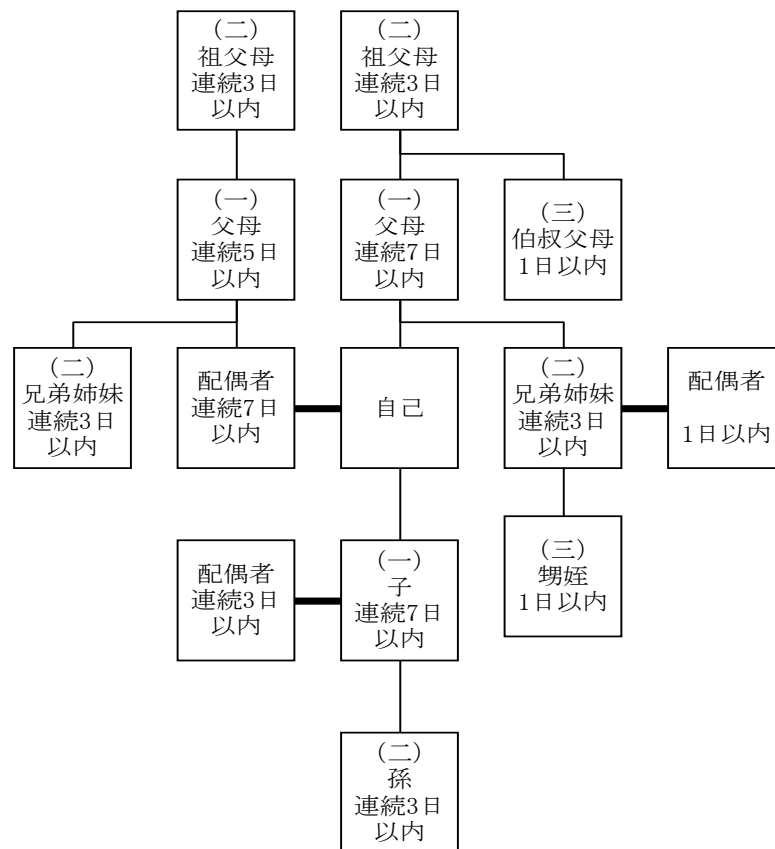 (二)
祖父母
連続3日
以内
(二)
祖父母
連続3日
以内
(一)
父母
連続5日
以内
(一)
父母
連続7日
以内
(三)
伯叔父母
1日以内
(二)
兄弟姉妹
連続3日
以内
配偶者
連続7日
以内
自己
(二)
兄弟姉妹
連続3日
以内
配偶者
1日以内
配偶者
連続3日
以内
(一)
子
連続7日
以内
(三)
甥姪
1日以内
(二)
孫
連続3日
以内